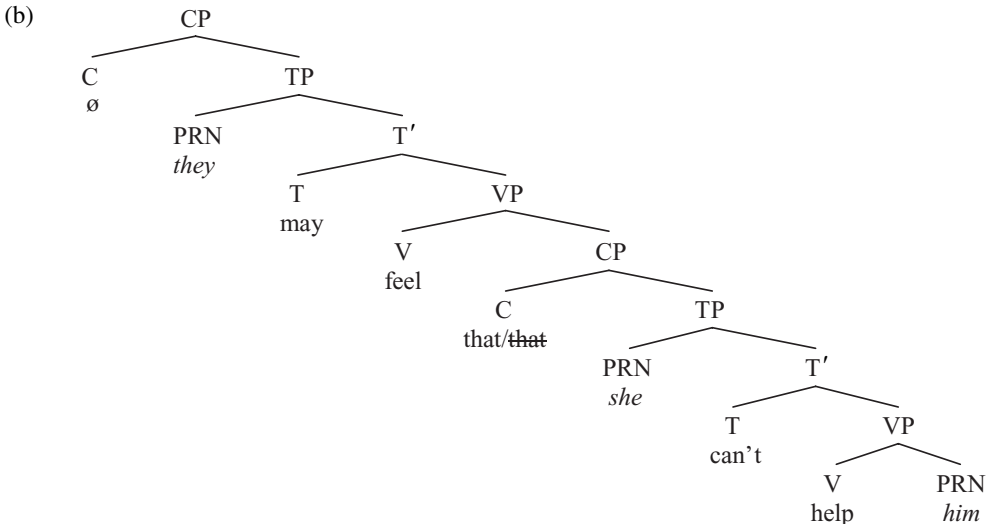 (b) CP
C TP
ø
PRN T′
they
T VP
may
V CP
feel
C TP
that/that
PRN T′
she
T VP
can't
V PRN
help him